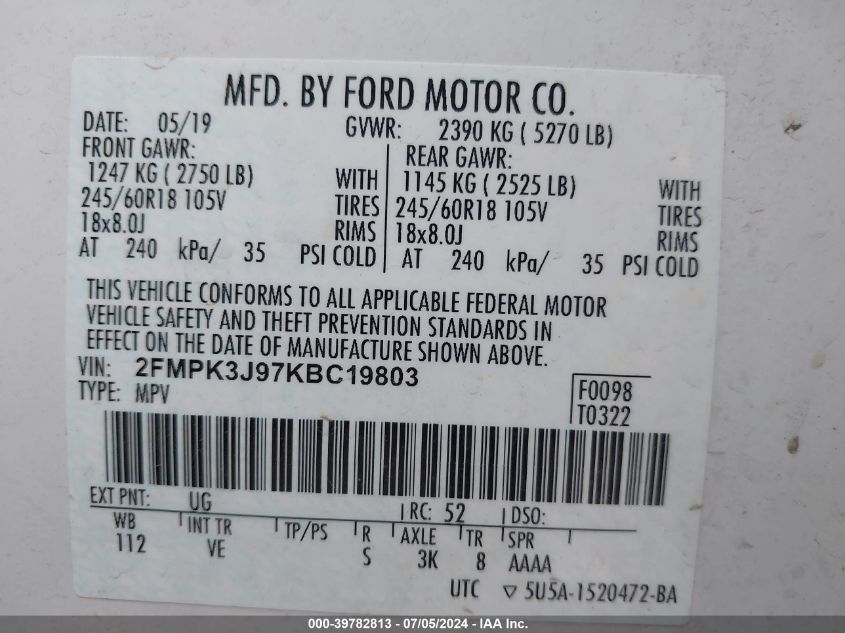 MFD. BY FORD MOTOR CO.
DATE: 05/19 GVWR: 2390 KG ( 5270 LB)
FRONT GAWR: REAR GAWR:
1247 KG ( 2750 LB) WITH 1145 KG ( 2525 LB) WITH
245/60R18 105V TIRES 245/60R18 105V TIRES
18x8.0J RIMS 18x8.0J RIMS
AT 240 kPa/ 35 PSI COLD AT 240 kPa/ 35 PSI COLD
THIS VEHICLE CONFORMS TO ALL APPLICABLE FEDERAL MOTOR
VEHICLE SAFETY AND THEFT PREVENTION STANDARDS IN
EFFECT ON THE DATE OF MANUFACTURE SHOWN ABOVE.
VIN: 2FMPK3J97KBC19803
TYPE: MPV F0098
T0322
EXT PNT: UG RC: 52 DSO:
WB INT TR TP/PS R AXLE TR SPR
112 VE S 3K 8 AAAA
UTC ▽ 5U5A-1520472-BA
000-39782813 - 07/05/2024 - IAA Inc.